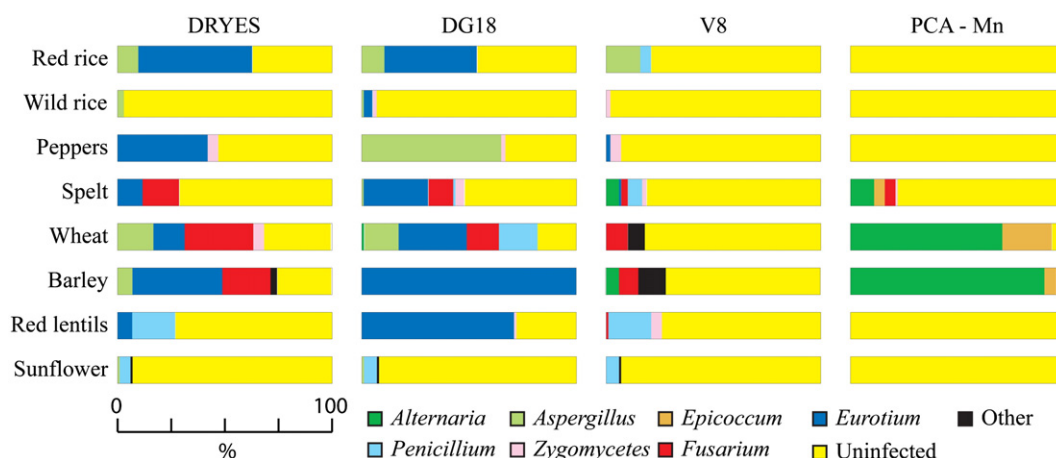 DRYES DG18 V8 PCA - Mn
Red rice
Wild rice
Peppers
Spelt
Wheat
Barley
Red lentils
Sunflower
0 100
%
Alternaria Aspergillus Epicoccum Eurotium Other
Penicillium Zygomycetes Fusarium Uninfected